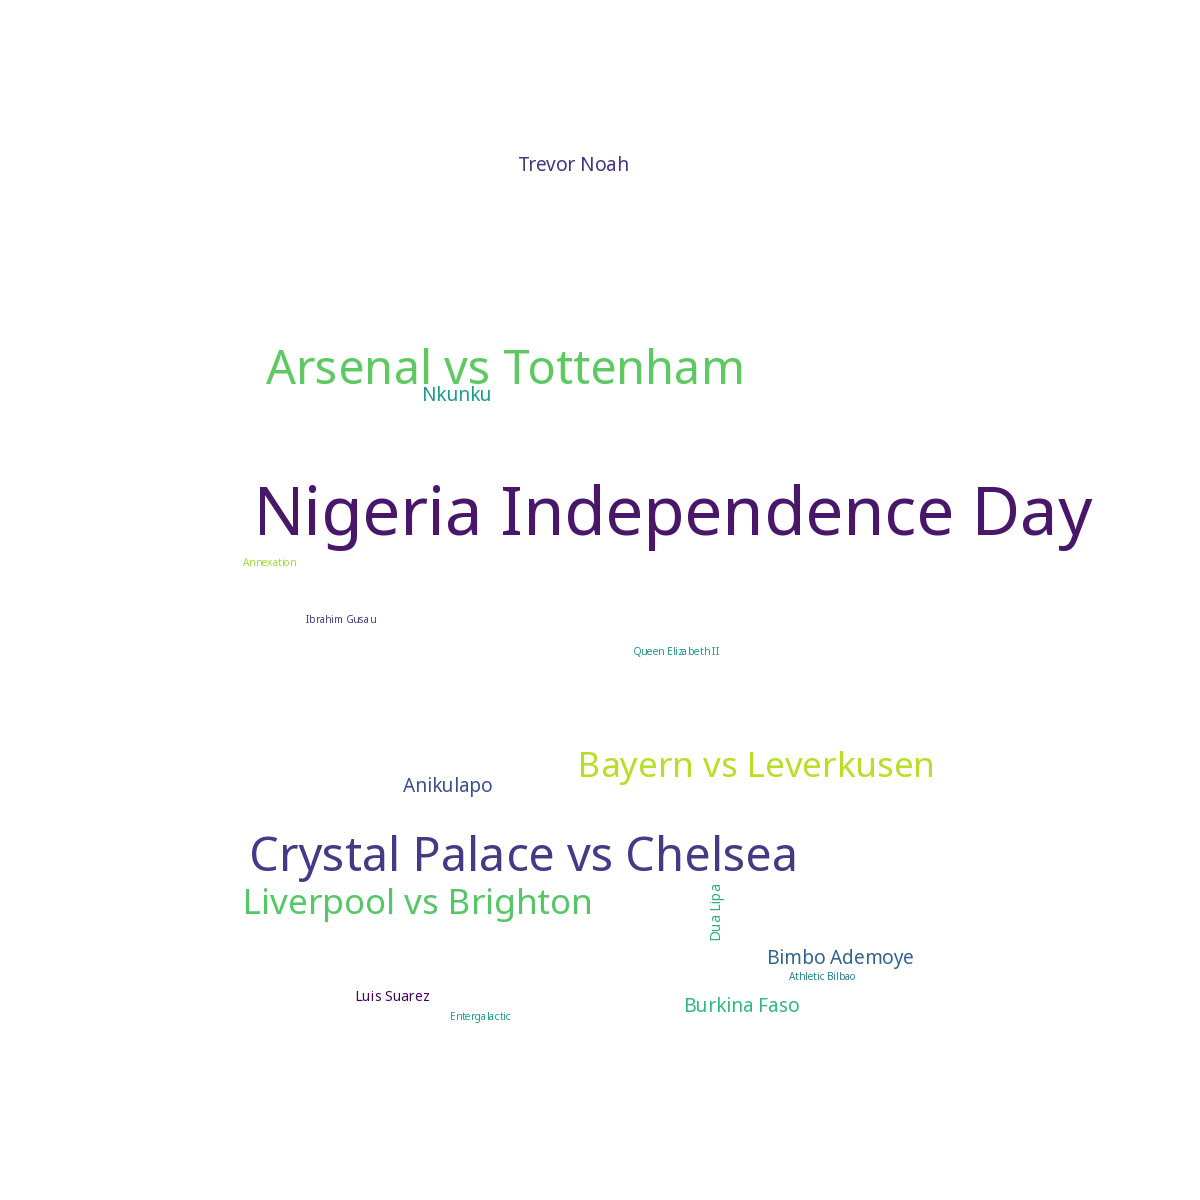 Trevor Noah
Arsenal vs Tottenham
Nkunku
Nigeria Independence Day
Annexation
Ibrahim Gusau
Queen Elizabeth II
Bayern vs Leverkusen
Anikulapo
Crystal Palace vs Chelsea
Liverpool vs Brighton
Dua Lipa
Bimbo Ademoye
Athletic Bilbao
Luis Suarez
Burkina Faso
Entergalactic